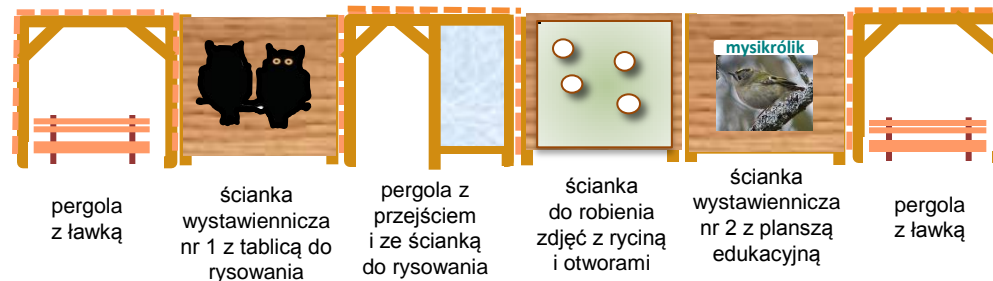 mysikrólik
pergola
z ławką
ścianka
wystawiennicza
nr 1 z tablicą do
rysowania
pergola z
przejściem
i ze ścianką
do rysowania
ścianka
do robienia
zdjęć z ryciną
i otworami
ścianka
wystawiennicza
nr 2 z planszą
edukacyjną
pergola
z ławką